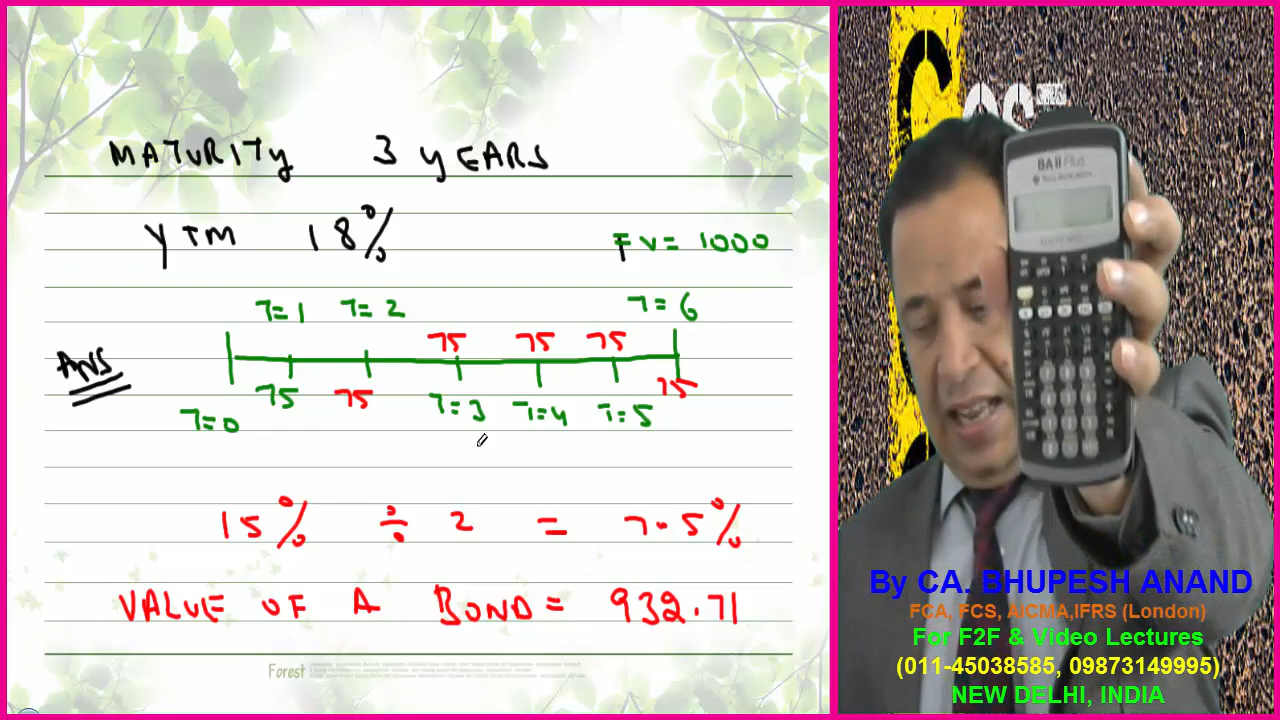 MATURITY 3 YEARS
YTM 18%
FV = 1000
T=1 T=2 T=6
75 75 75
Ans
75 75 75
T=0 T=3 T=4 T=5
15% ÷ 2 = 7.5%
VALUE OF A BOND = 932.71
Forest
BA II Plus
By CA. BHUPESH ANAND
FCA, FCS, AICMA,IFRS (London)
For F2F & Video Lectures
(011-45038585, 09873149995)
NEW DELHI, INDIA